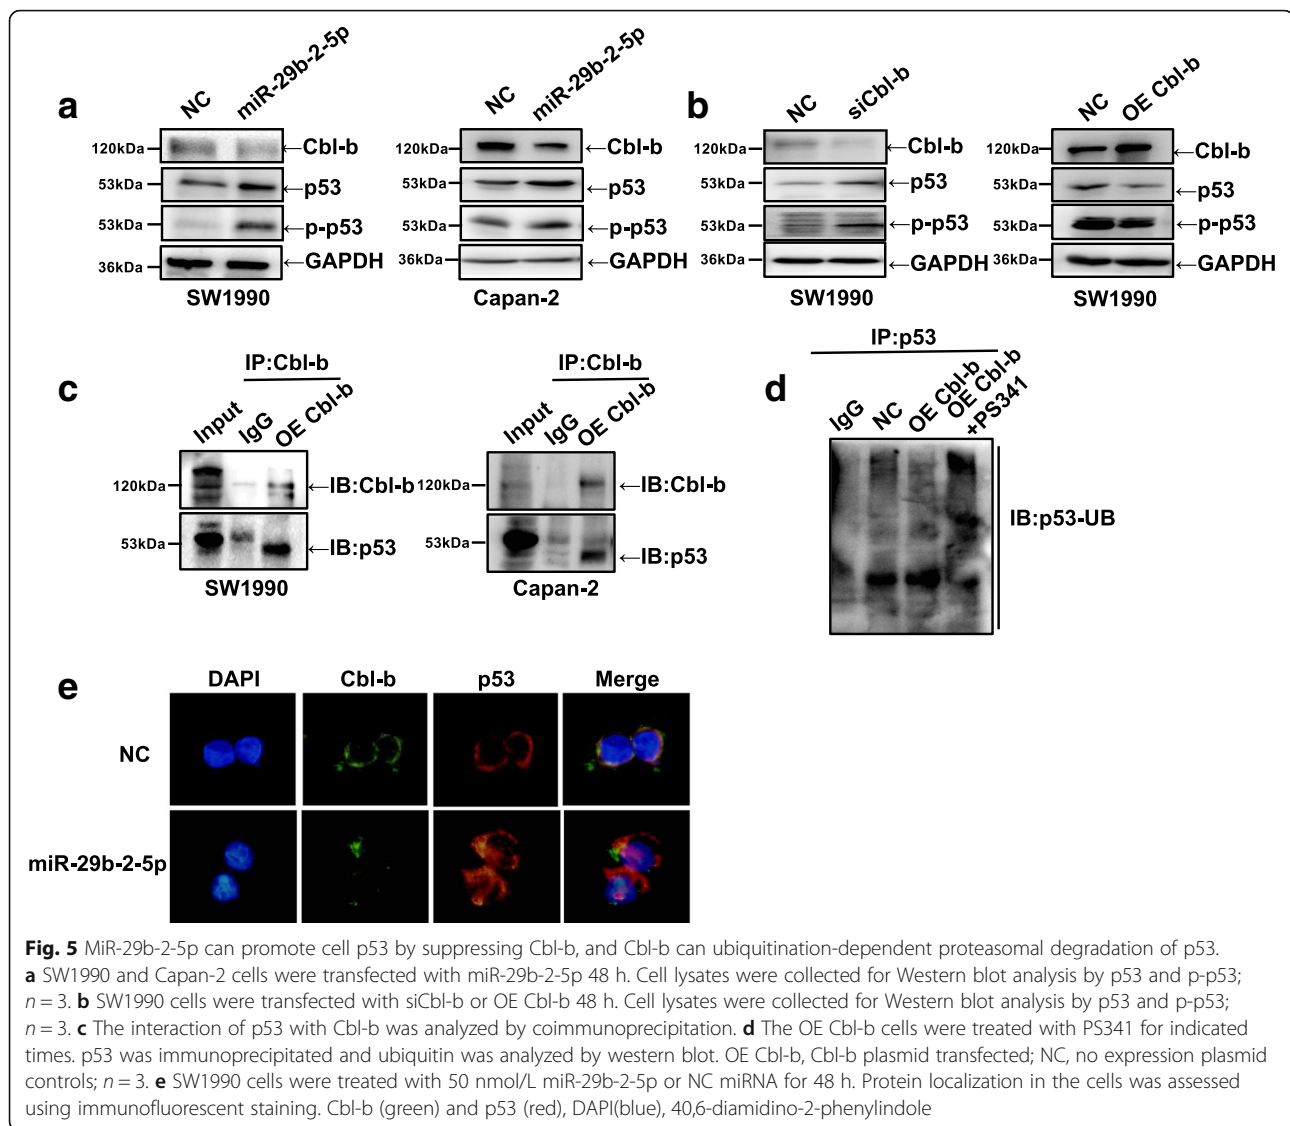 a
NC miR-29b-2-5p
120kDa ←Cbl-b
53kDa ←p53
53kDa ←p-p53
36kDa ←GAPDH
SW1990
NC miR-29b-2-5p
120kDa ←Cbl-b
53kDa ←p53
53kDa ←p-p53
36kDa ←GAPDH
Capan-2
b
NC siCbl-b
120kDa ←Cbl-b
53kDa ←p53
53kDa ←p-p53
36kDa ←GAPDH
SW1990
NC OE Cbl-b
120kDa ←Cbl-b
53kDa ←p53
53kDa ←p-p53
36kDa ←GAPDH
SW1990
c
IP:Cbl-b
Input IgG OE Cbl-b
120kDa ←IB:Cbl-b
53kDa ←IB:p53
SW1990
IP:Cbl-b
Input IgG OE Cbl-b
120kDa ←IB:Cbl-b
53kDa ←IB:p53
Capan-2
d
IP:p53
IgG NC OE Cbl-b OE Cbl-b
+PS341
IB:p53-UB
e
DAPI Cbl-b p53 Merge
NC
miR-29b-2-5p
Fig. 5 MiR-29b-2-5p can promote cell p53 by suppressing Cbl-b, and Cbl-b can ubiquitination-dependent proteasomal degradation of p53.
a SW1990 and Capan-2 cells were transfected with miR-29b-2-5p 48 h. Cell lysates were collected for Western blot analysis by p53 and p-p53;
n = 3. b SW1990 cells were transfected with siCbl-b or OE Cbl-b 48 h. Cell lysates were collected for Western blot analysis by p53 and p-p53;
n = 3. c The interaction of p53 with Cbl-b was analyzed by coimmunoprecipitation. d The OE Cbl-b cells were treated with PS341 for indicated
times. p53 was immunoprecipitated and ubiquitin was analyzed by western blot. OE Cbl-b, Cbl-b plasmid transfected; NC, no expression plasmid
controls; n = 3. e SW1990 cells were treated with 50 nmol/L miR-29b-2-5p or NC miRNA for 48 h. Protein localization in the cells was assessed
using immunofluorescent staining. Cbl-b (green) and p53 (red), DAPI(blue), 40,6-diamidino-2-phenylindole